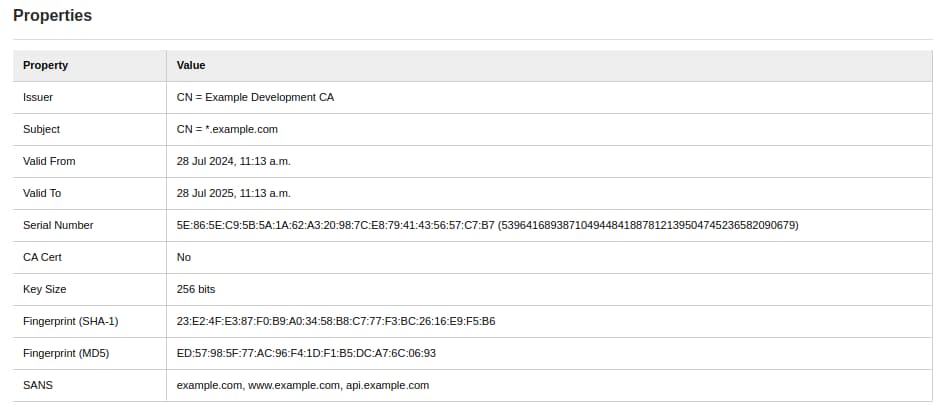 Properties
Property Value
Issuer CN = Example Development CA
Subject CN = *.example.com
Valid From 28 Jul 2024, 11:13 a.m.
Valid To 28 Jul 2025, 11:13 a.m.
Serial Number 5E:86:5E:C9:5B:5A:1A:62:A3:20:98:7C:E8:79:41:43:56:57:C7:B7 (539641689387104944841887812139504745236582090679)
CA Cert No
Key Size 256 bits
Fingerprint (SHA-1) 23:E2:4F:E3:87:F0:B9:A0:34:58:B8:C7:77:F3:BC:26:16:E9:F5:B6
Fingerprint (MD5) ED:57:98:5F:77:AC:96:F4:1D:F1:B5:DC:A7:6C:06:93
SANS example.com, www.example.com, api.example.com